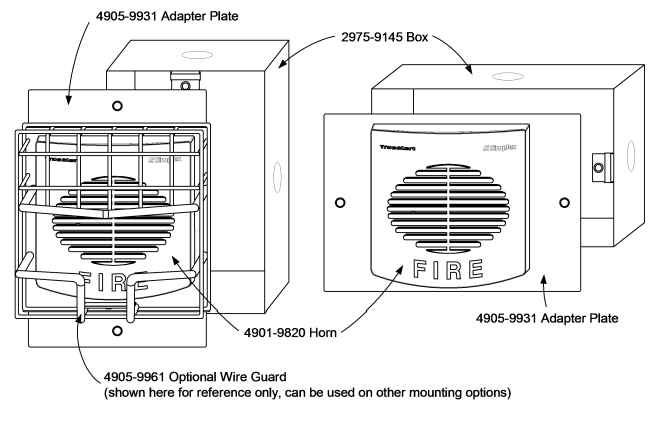 4905-9931 Adapter Plate
2975-9145 Box
TrueAlert
Simplex
FIRE
TrueAlert
Simplex
FIRE
4905-9931 Adapter Plate
4901-9820 Horn
4905-9961 Optional Wire Guard
(shown here for reference only, can be used on other mounting options)